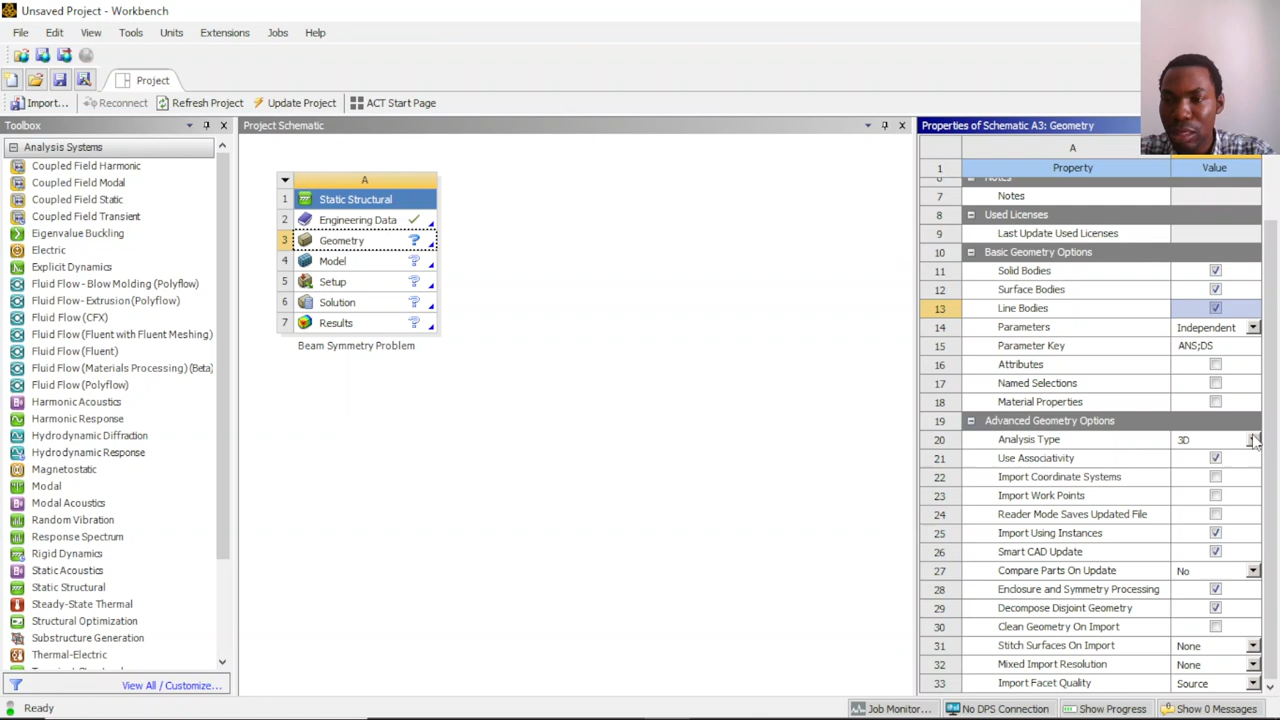 Unsaved Project - Workbench
File Edit View Tools Units Extensions Jobs Help
Project
Import... Reconnect Refresh Project Update Project ACT Start Page
Toolbox
Analysis Systems
Coupled Field Harmonic
Coupled Field Modal
Coupled Field Static
Coupled Field Transient
Eigenvalue Buckling
Electric
Explicit Dynamics
Fluid Flow - Blow Molding (Polyflow)
Fluid Flow - Extrusion (Polyflow)
Fluid Flow (CFX)
Fluid Flow (Fluent with Fluent Meshing)
Fluid Flow (Fluent)
Fluid Flow (Materials Processing) (Beta)
Fluid Flow (Polyflow)
Harmonic Acoustics
Harmonic Response
Hydrodynamic Diffraction
Hydrodynamic Response
Magnetostatic
Modal
Modal Acoustics
Random Vibration
Response Spectrum
Rigid Dynamics
Static Acoustics
Static Structural
Steady-State Thermal
Structural Optimization
Substructure Generation
Thermal-Electric
View All / Customize...
Project Schematic
A
1 Static Structural
2 Engineering Data
3 Geometry ?
4 Model ?
5 Setup ?
6 Solution ?
7 Results ?
Beam Symmetry Problem
Properties of Schematic A3: Geometry
A
1 Property Value
6 Notes
7 Notes
8 Used Licenses
9 Last Update Used Licenses
10 Basic Geometry Options
11 Solid Bodies
12 Surface Bodies
13 Line Bodies
14 Parameters Independent
15 Parameter Key ANS;DS
16 Attributes
17 Named Selections
18 Material Properties
19 Advanced Geometry Options
20 Analysis Type 3D
21 Use Associativity
22 Import Coordinate Systems
23 Import Work Points
24 Reader Mode Saves Updated File
25 Import Using Instances
26 Smart CAD Update
27 Compare Parts On Update No
28 Enclosure and Symmetry Processing
29 Decompose Disjoint Geometry
30 Clean Geometry On Import
31 Stitch Surfaces On Import None
32 Mixed Import Resolution None
33 Import Facet Quality Source
Ready
Job Monitor... No DPS Connection Show Progress Show 0 Messages